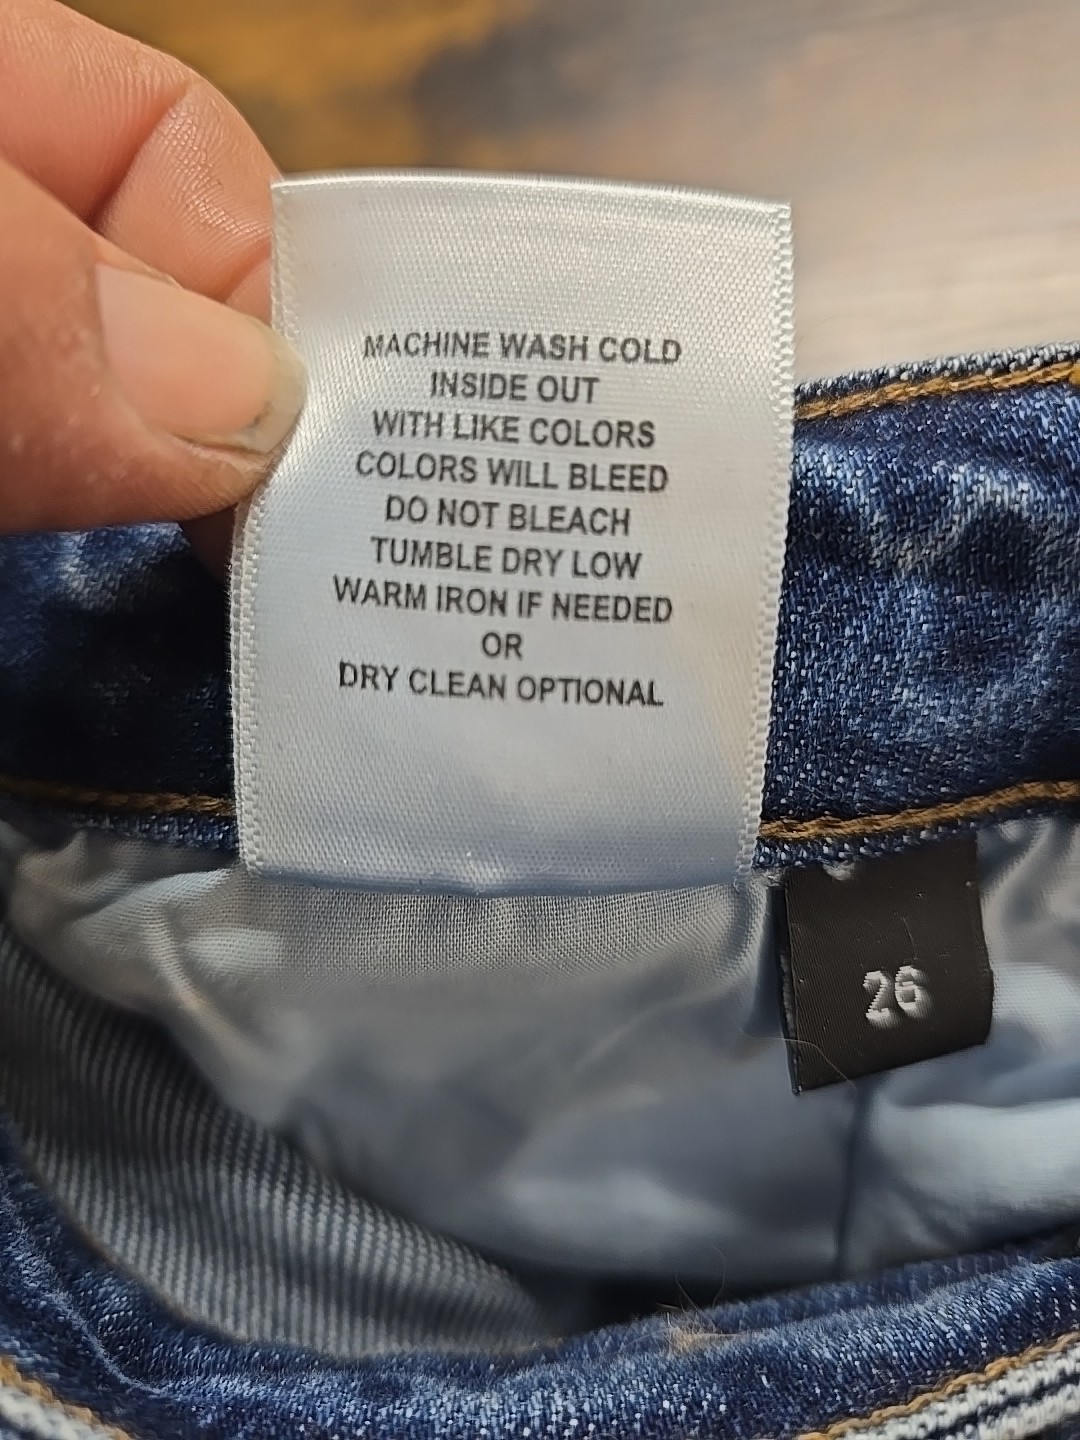 MACHINE WASH COLD
INSIDE OUT
WITH LIKE COLORS
COLORS WILL BLEED
DO NOT BLEACH
TUMBLE DRY LOW
WARM IRON IF NEEDED
OR
DRY CLEAN OPTIONAL
26